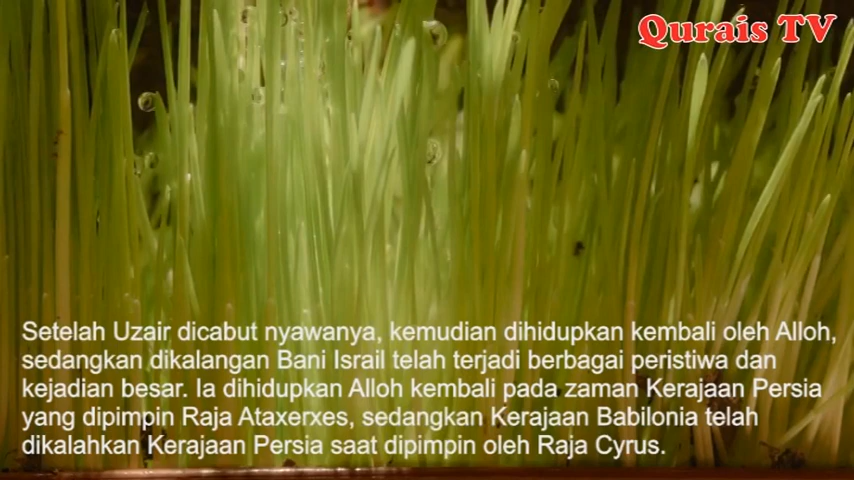 Qurais TV
Setelah Uzair dicabut nyawanya, kemudian dihidupkan kembali oleh Alloh,
sedangkan dikalangan Bani Israil telah terjadi berbagai peristiwa dan
kejadian besar. Ia dihidupkan Alloh kembali pada zaman Kerajaan Persia
yang dipimpin Raja Ataxerxes, sedangkan Kerajaan Babilonia telah
dikalahkan Kerajaan Persia saat dipimpin oleh Raja Cyrus.